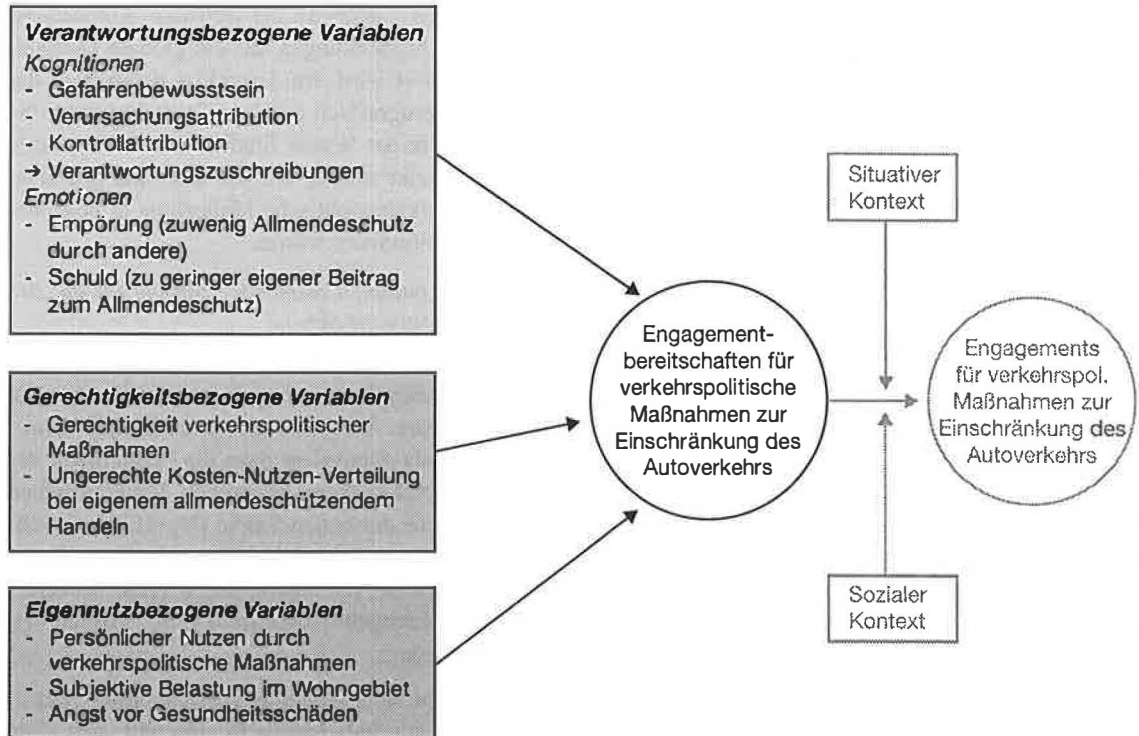 Verantwortungsbezogene Variablen
Kognitionen
- Gefahrenbewusstsein
- Verursachungsattribution
- Kontrollattribution
→ Verantwortungszuschreibungen
Emotionen
- Empörung (zuwenig Allmendeschutz
durch andere)
- Schuld (zu geringer eigener Beitrag
zum Allmendeschutz)
Gerechtigkeitsbezogene Variablen
- Gerechtigkeit verkehrspolitischer
Maßnahmen
- Ungerechte Kosten-Nutzen-Verteilung
bei eigenem allmendeschützendem
Handeln
Eigennutzbezogene Variablen
- Persönlicher Nutzen durch
verkehrspolitische Maßnahmen
- Subjektive Belastung im Wohngebiet
- Angst vor Gesundheitsschäden
Engagement-
bereitschaften für
verkehrspolitische
Maßnahmen zur
Einschränkung des
Autoverkehrs
Situativer
Kontext
Sozialer
Kontext
Engagements
für verkehrspol.
Maßnahmen zur
Einschränkung des
Autoverkehrs